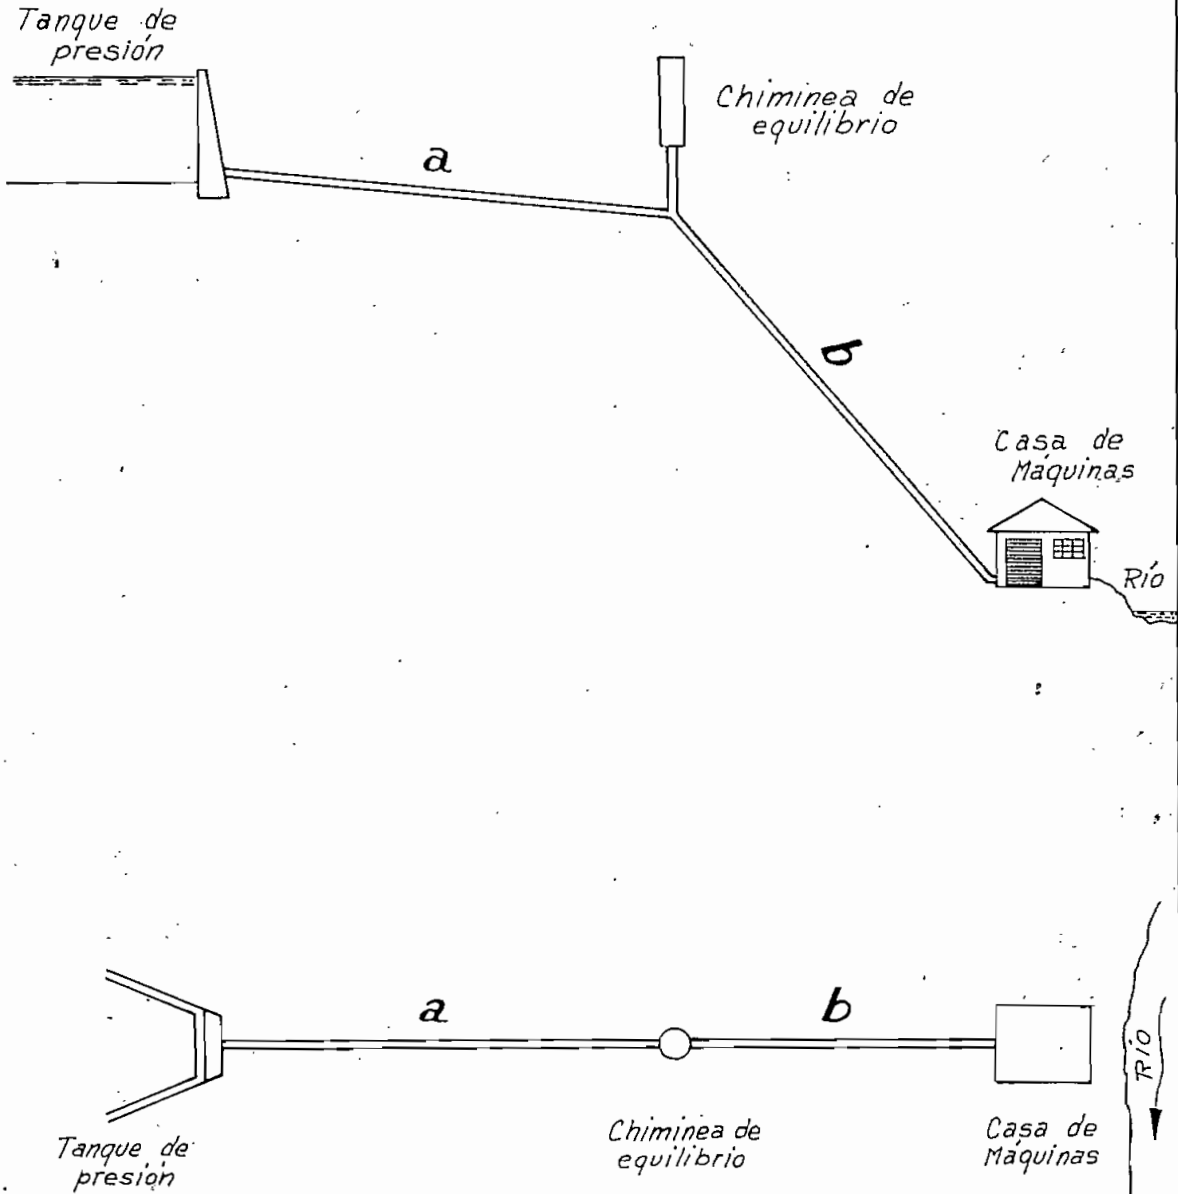 Tanque de
presión
Chiminea de
equilibrio
a
b
Casa de
Máquinas
Río
a
b
Río
Tanque de
presión
Chiminea de
equilibrio
Casa de
Máquinas